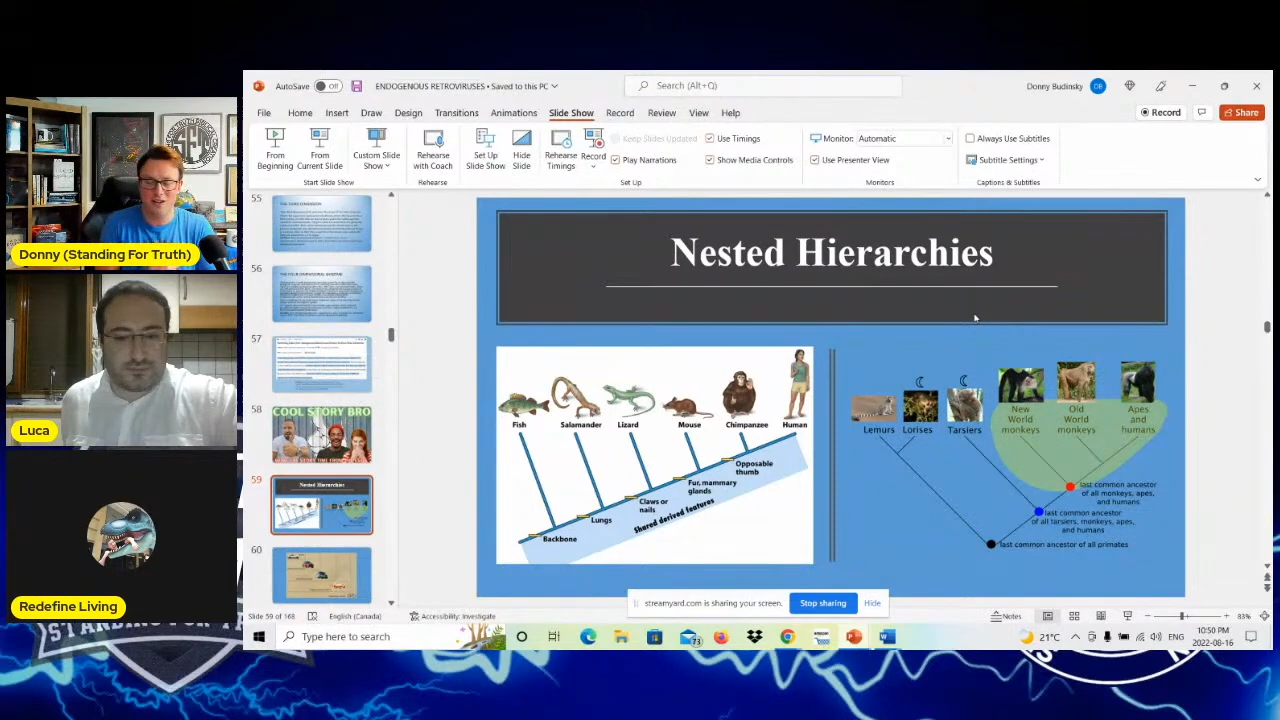 AutoSave Off ENDOGENOUS RETROVIRUSES • Saved to this PC
Search (Alt+Q)
Donny Budinsky DB
File Home Insert Draw Design Transitions Animations Slide Show Record Review View Help
Record Share
From Beginning
From Current Slide
Custom Slide Show
Rehearse with Coach
Set Up Slide Show
Hide Slide
Rehearse Timings
Record
Keep Slides Updated
Play Narrations
Use Timings
Show Media Controls
Monitor: Automatic
Use Presenter View
Always Use Subtitles
Subtitle Settings
Start Slide Show Rehearse Set Up Monitors Captions & Subtitles
55
56
57
58
COOL STORY BRO
59
Nested Hierarchies
60
Nested Hierarchies
Fish Salamander Lizard Mouse Chimpanzee Human
Opposable
thumb
Fur, mammary
glands
Claws or
nails
Shared derived features
Lungs
Backbone
Lemurs Lorises Tarsiers
New
World
monkeys
Old
World
monkeys
Apes
and
humans
last common ancestor
of all monkeys, apes,
and humans
last common ancestor
of all tarsiers, monkeys, apes,
and humans
last common ancestor of all primates
Donny (Standing For Truth)
Luca
Redefine Living
streamyard.com is sharing your screen. Stop sharing Hide
Slide 59 of 168 English (Canada) Accessibility: Investigate Notes 83%
Type here to search
73
21°C ENG
10:50 PM
2022-08-16
STANDING FOR